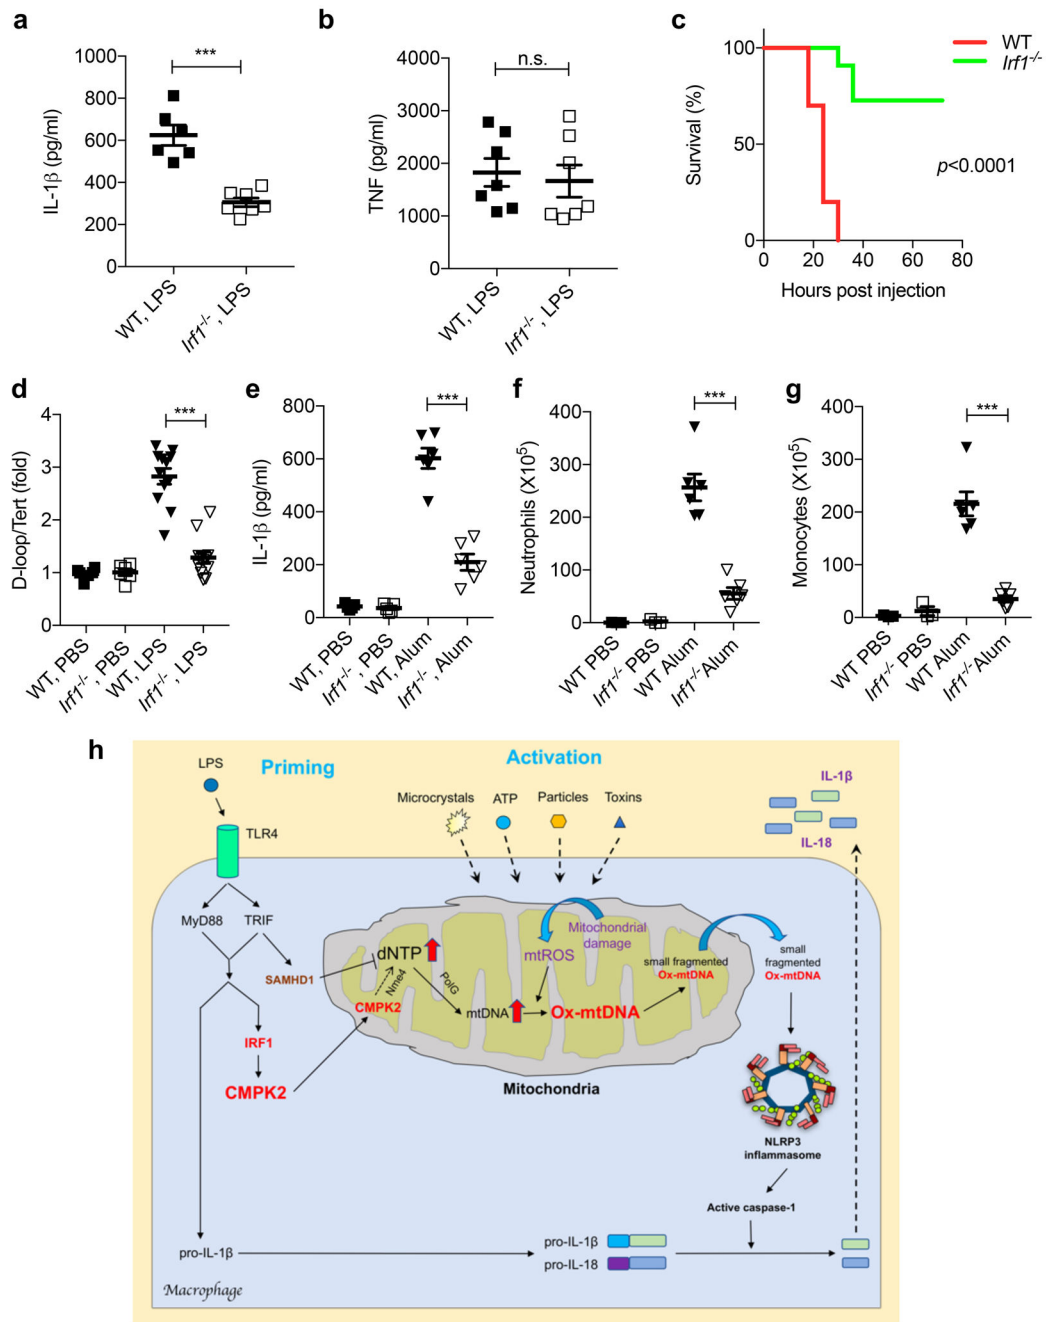 a
IL-1β (pg/ml)
1000
800
600
400
200
0
***
WT, LPS
Irf1-/-, LPS
b
TNF (pg/ml)
4000
3000
2000
1000
0
n.s.
WT, LPS
Irf1-/-, LPS
c
Survival (%)
100
50
0
0 20 40 60 80
Hours post injection
WT
Irf1-/-
p<0.0001
d
D-loop/Tert (fold)
4
3
2
1
0
***
WT, PBS
Irf1-/-, PBS
WT, LPS
Irf1-/-, LPS
e
IL-1β (pg/ml)
800
600
400
200
0
***
WT, PBS
Irf1-/-, PBS
WT, Alum
Irf1-/-, Alum
f
Neutrophils (X10⁵)
400
300
200
100
0
***
WT PBS
Irf1-/- PBS
WT Alum
Irf1-/- Alum
g
Monocytes (X10⁵)
400
300
200
100
0
***
WT PBS
Irf1-/- PBS
WT Alum
Irf1-/- Alum
h
LPS
Priming
Activation
TLR4
Microcrystals
ATP
Particles
Toxins
IL-1β
IL-18
MyD88
TRIF
SAMHD1
IRF1
CMPK2
dNTP
Nme4
CMPK2
PolG
mtDNA
mtROS
Mitochondrial
damage
Ox-mtDNA
small fragmented
Ox-mtDNA
small
fragmented
Ox-mtDNA
Mitochondria
NLRP3
inflammasome
Active caspase-1
pro-IL-1β
pro-IL-1β
pro-IL-18
Macrophage